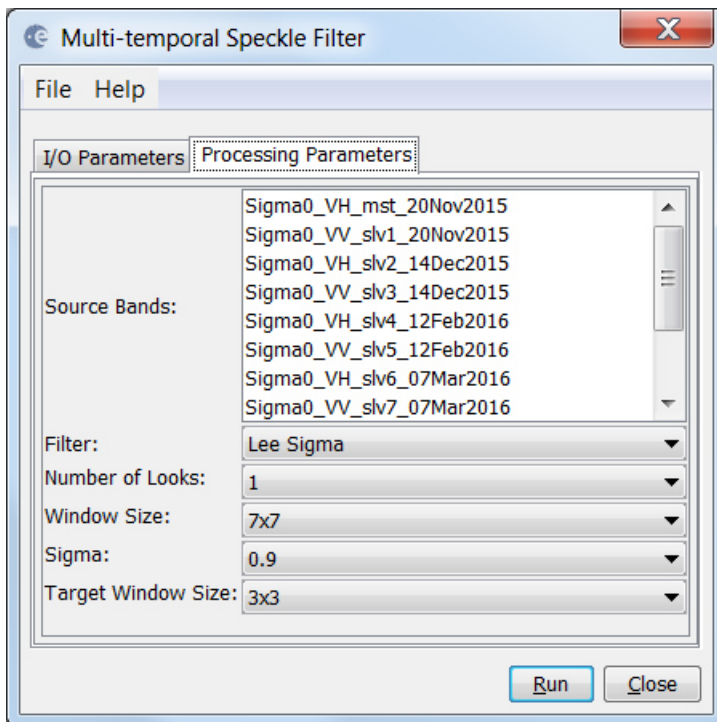 Multi-temporal Speckle Filter
File Help
I/O Parameters Processing Parameters
Source Bands:
Sigma0_VH_mst_20Nov2015
Sigma0_VV_slv1_20Nov2015
Sigma0_VH_slv2_14Dec2015
Sigma0_VV_slv3_14Dec2015
Sigma0_VH_slv4_12Feb2016
Sigma0_VV_slv5_12Feb2016
Sigma0_VH_slv6_07Mar2016
Sigma0_VV_slv7_07Mar2016
Filter: Lee Sigma
Number of Looks: 1
Window Size: 7x7
Sigma: 0.9
Target Window Size: 3x3
Run Close